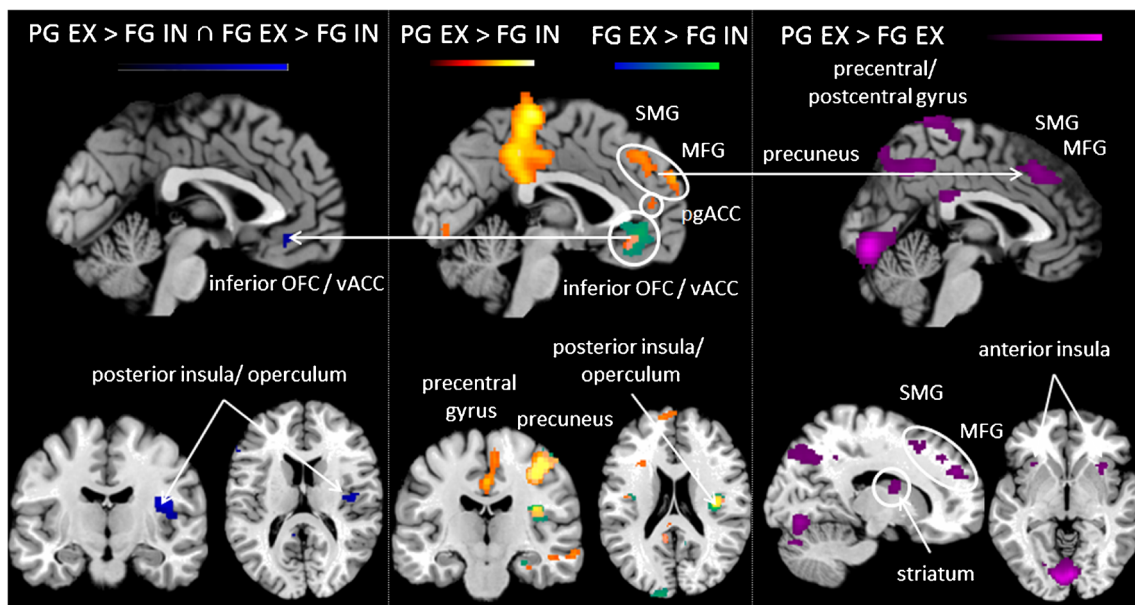 PG EX > FG IN ∩ FG EX > FG IN
inferior OFC / vACC
posterior insula/ operculum
PG EX > FG IN
FG EX > FG IN
SMG
MFG
pgACC
inferior OFC / vACC
posterior insula/
operculum
precentral
gyrus
precuneus
PG EX > FG EX
precentral/
postcentral gyrus
SMG
MFG
precuneus
anterior insula
SMG
MFG
striatum